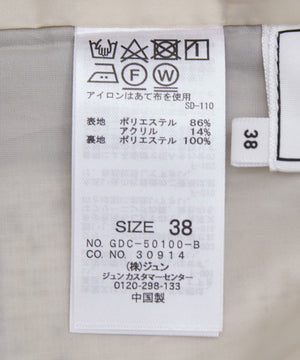 アイロンはあて布を使用
SD-110
表地 ポリエステル 86%
アクリル 14%
裏地 ポリエステル 100%
SIZE 38
NO. GDC-50100-B
CO.NO. 30914
(株)ジュン
ジュンカスタマーセンター
0120-298-133
中国製
38